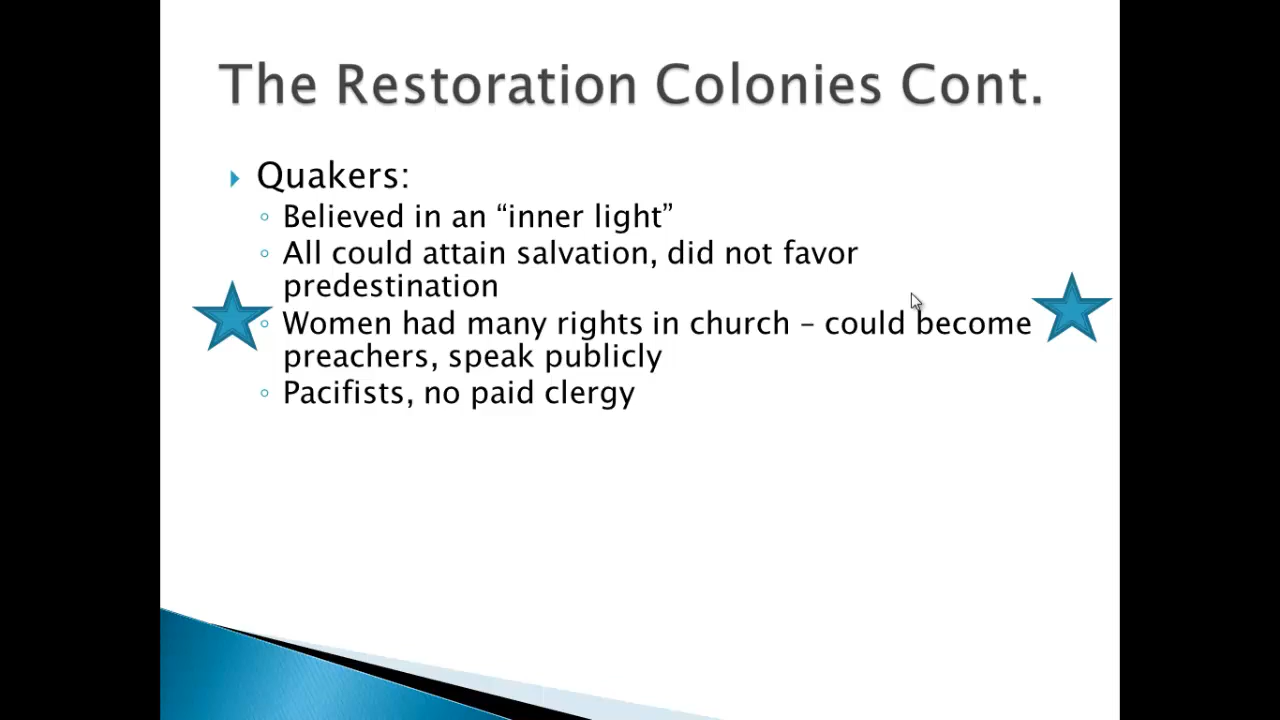 The Restoration Colonies Cont.
Quakers:
Believed in an “inner light”
All could attain salvation, did not favor
predestination
Women had many rights in church – could become
preachers, speak publicly
Pacifists, no paid clergy